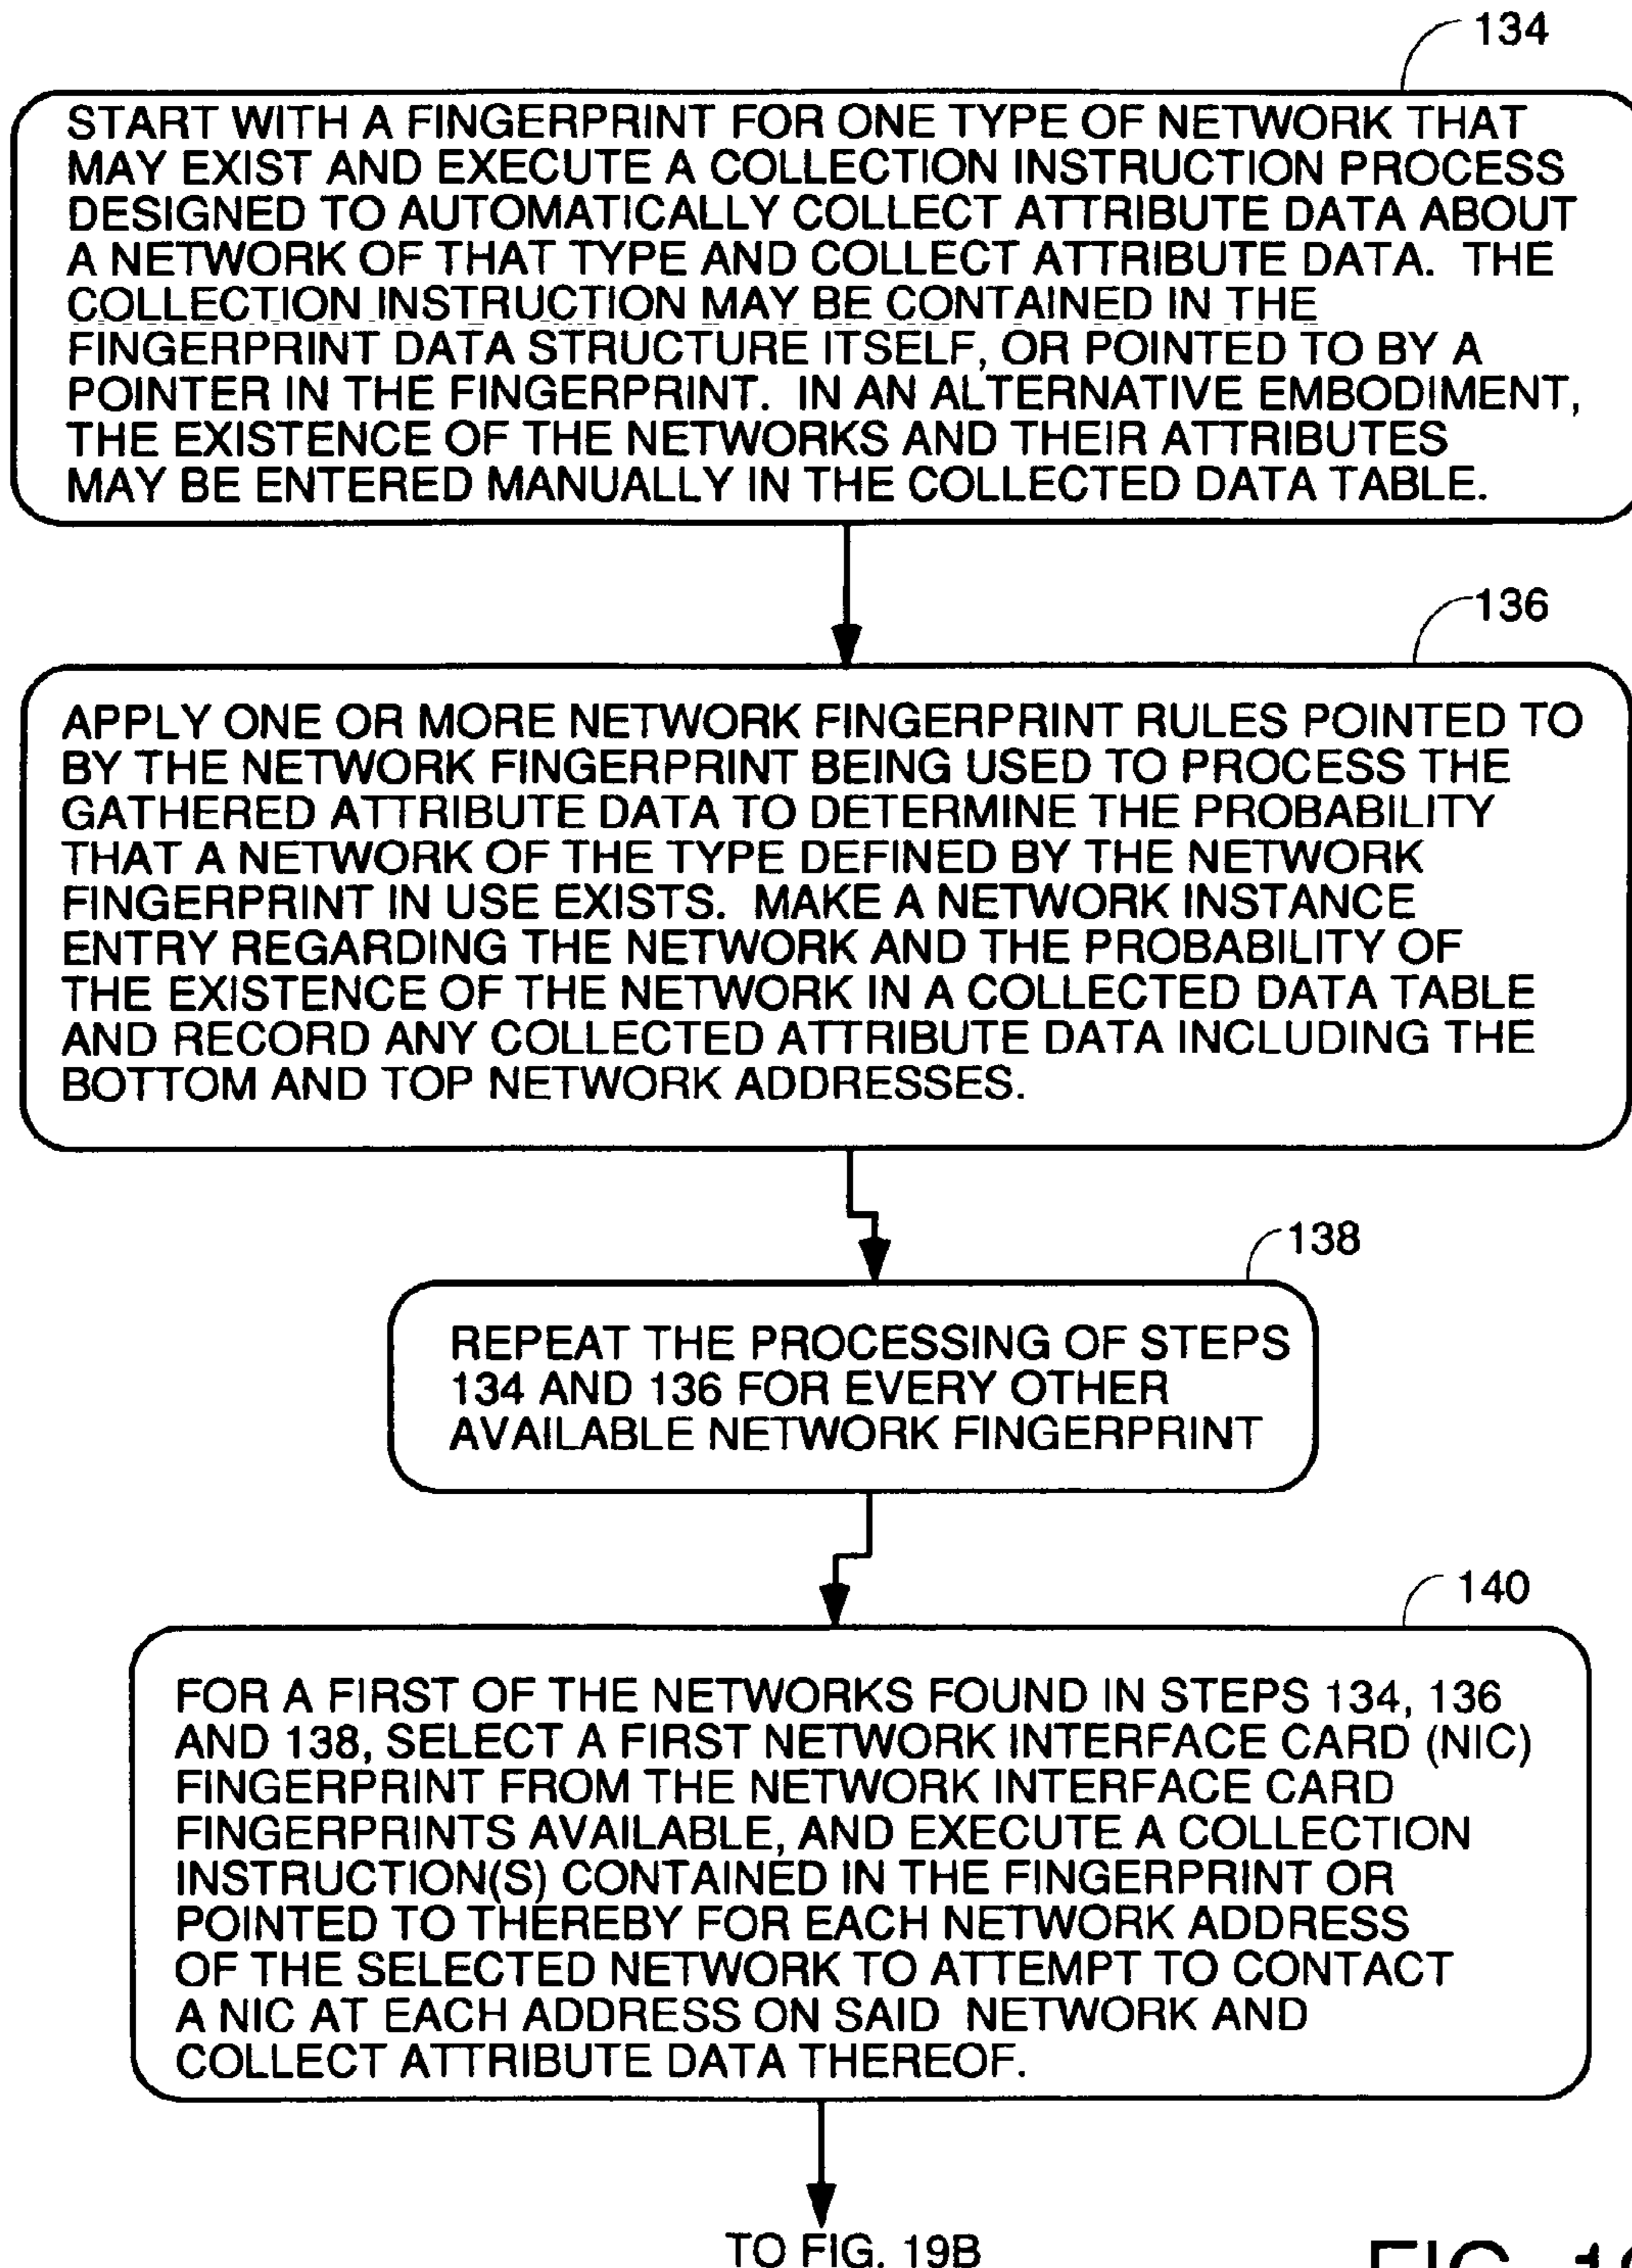 134
START WITH A FINGERPRINT FOR ONE TYPE OF NETWORK THAT
MAY EXIST AND EXECUTE A COLLECTION INSTRUCTION PROCESS
DESIGNED TO AUTOMATICALLY COLLECT ATTRIBUTE DATA ABOUT
A NETWORK OF THAT TYPE AND COLLECT ATTRIBUTE DATA. THE
COLLECTION INSTRUCTION MAY BE CONTAINED IN THE
FINGERPRINT DATA STRUCTURE ITSELF, OR POINTED TO BY A
POINTER IN THE FINGERPRINT. IN AN ALTERNATIVE EMBODIMENT,
THE EXISTENCE OF THE NETWORKS AND THEIR ATTRIBUTES
MAY BE ENTERED MANUALLY IN THE COLLECTED DATA TABLE.
136
APPLY ONE OR MORE NETWORK FINGERPRINT RULES POINTED TO
BY THE NETWORK FINGERPRINT BEING USED TO PROCESS THE
GATHERED ATTRIBUTE DATA TO DETERMINE THE PROBABILITY
THAT A NETWORK OF THE TYPE DEFINED BY THE NETWORK
FINGERPRINT IN USE EXISTS. MAKE A NETWORK INSTANCE
ENTRY REGARDING THE NETWORK AND THE PROBABILITY OF
THE EXISTENCE OF THE NETWORK IN A COLLECTED DATA TABLE
AND RECORD ANY COLLECTED ATTRIBUTE DATA INCLUDING THE
BOTTOM AND TOP NETWORK ADDRESSES.
138
REPEAT THE PROCESSING OF STEPS
134 AND 136 FOR EVERY OTHER
AVAILABLE NETWORK FINGERPRINT
140
FOR A FIRST OF THE NETWORKS FOUND IN STEPS 134, 136
AND 138, SELECT A FIRST NETWORK INTERFACE CARD (NIC)
FINGERPRINT FROM THE NETWORK INTERFACE CARD
FINGERPRINTS AVAILABLE, AND EXECUTE A COLLECTION
INSTRUCTION(S) CONTAINED IN THE FINGERPRINT OR
POINTED TO THEREBY FOR EACH NETWORK ADDRESS
OF THE SELECTED NETWORK TO ATTEMPT TO CONTACT
A NIC AT EACH ADDRESS ON SAID NETWORK AND
COLLECT ATTRIBUTE DATA THEREOF.
TO FIG. 19B
FIG.